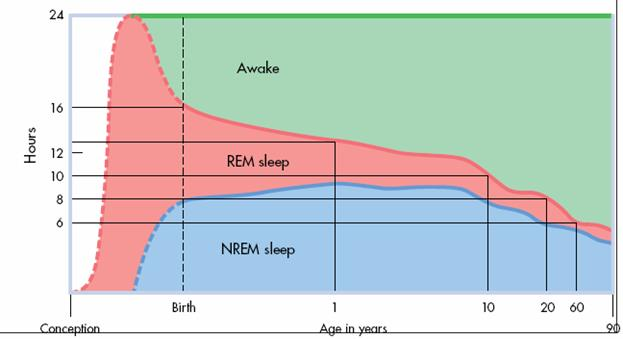 24
Awake
16
Hours
12
REM sleep
10
8
6
NREM sleep
Birth 1 10 20 60
Conception Age in years 90